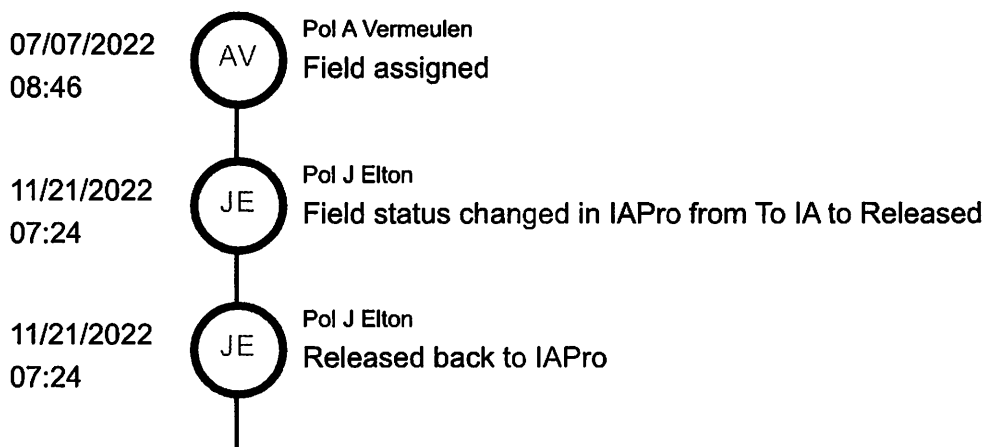 07/07/2022
08:46
AV
Pol A Vermeulen
Field assigned
11/21/2022
07:24
JE
Pol J Elton
Field status changed in IAPro from To IA to Released
11/21/2022
07:24
JE
Pol J Elton
Released back to IAPro